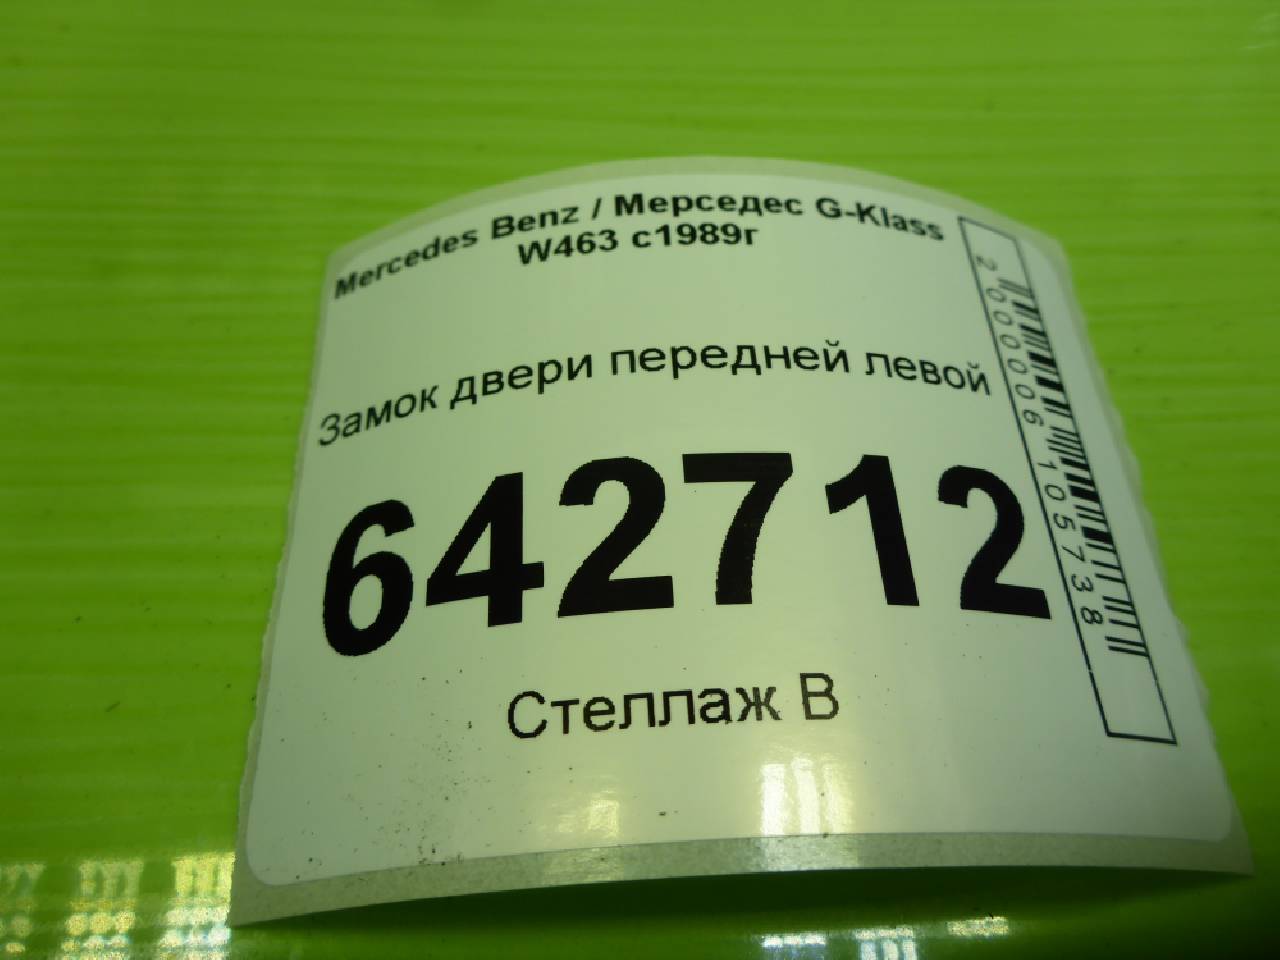 Mercedes Benz / Мерседес G-Klass
W463 с1989г
Замок двери передней левой
642712
Стеллаж В
2000006105738